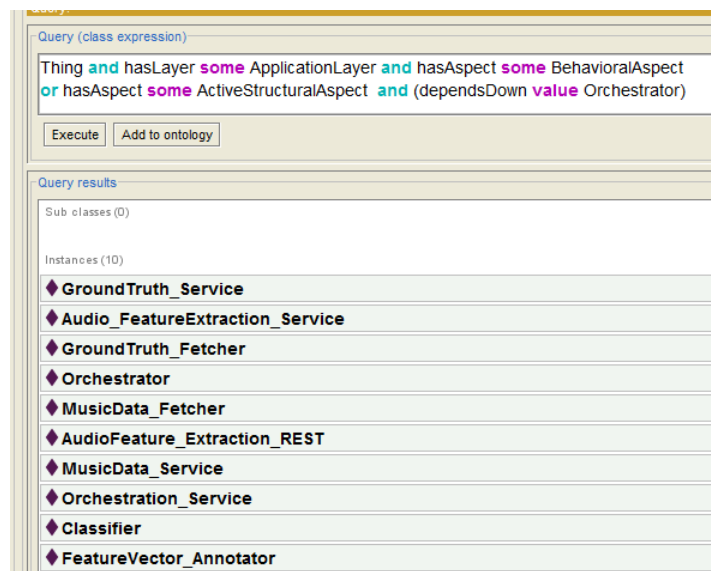 Query:
Query (class expression)
Thing and hasLayer some ApplicationLayer and hasAspect some BehavioralAspect
or hasAspect some ActiveStructuralAspect and (dependsDown value Orchestrator)
Execute Add to ontology
Query results
Sub classes (0)
Instances (10)
GroundTruth_Service
Audio_FeatureExtraction_Service
GroundTruth_Fetcher
Orchestrator
MusicData_Fetcher
AudioFeature_Extraction_REST
MusicData_Service
Orchestration_Service
Classifier
FeatureVector_Annotator